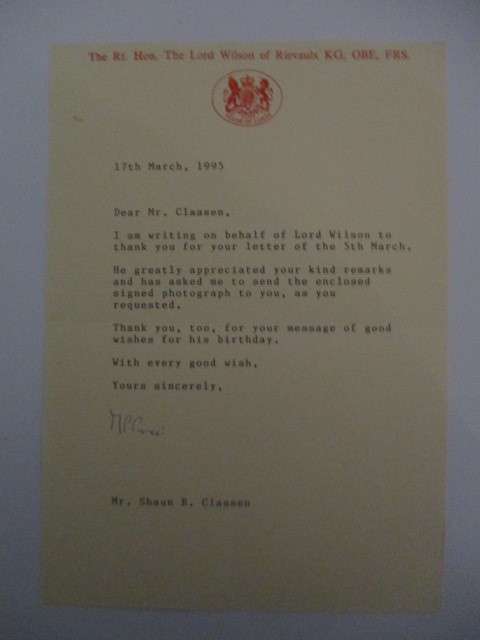 The Rt. Hon. The Lord Wilson of Rievaulx KG, OBE, FRS.
17th March, 1995
Dear Mr. Claasen,
I am writing on behalf of Lord Wilson to
thank you for your letter of the 5th March.
He greatly appreciated your kind remarks
and has asked me to send the enclosed
signed photograph to you, as you
requested.
Thank you, too, for your message of good
wishes for his birthday.
With every good wish,
Yours sincerely,
Mr. Shaun B. Claasen